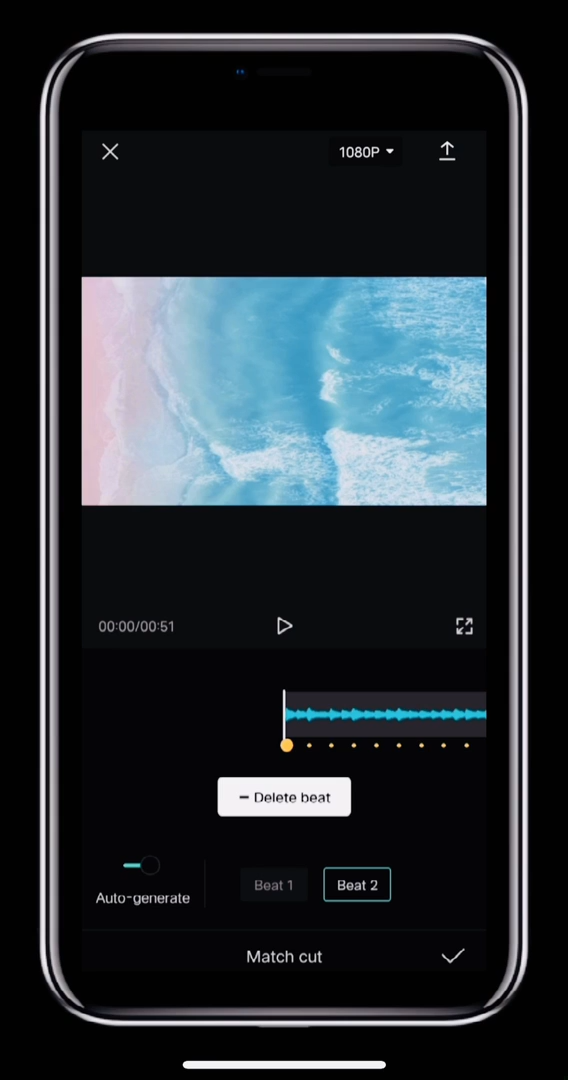 1080P
00:00/00:51
– Delete beat
Auto-generate
Beat 1
Beat 2
Match cut